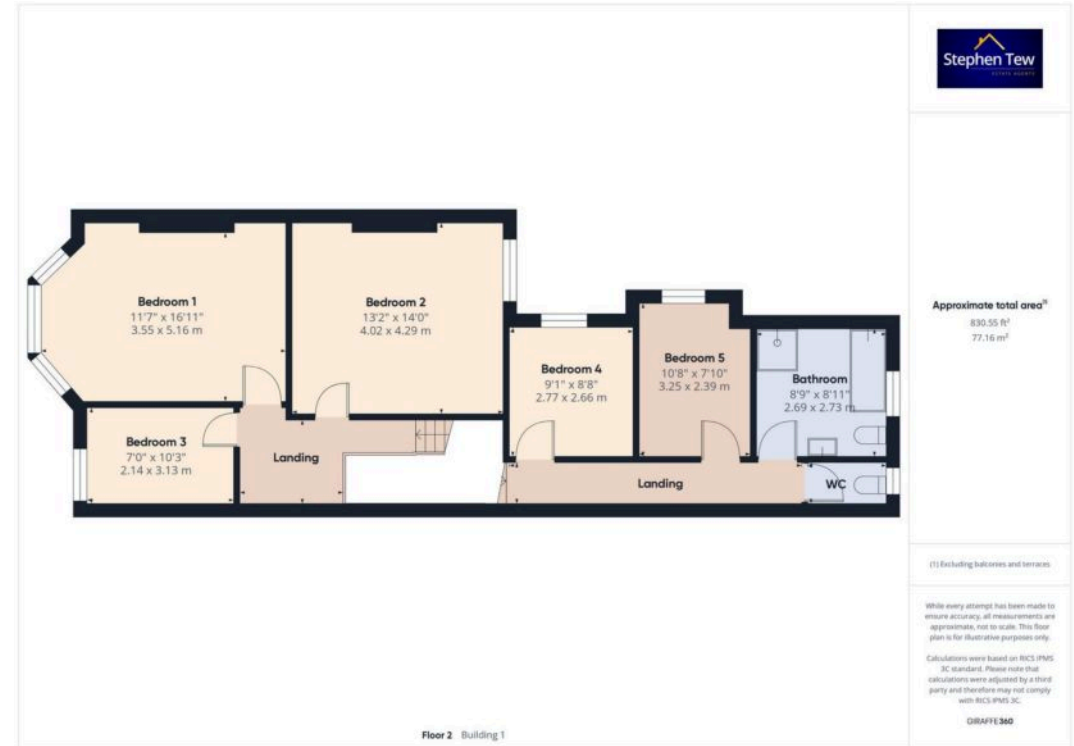 Stephen Tew
ESTATE AGENTS
Bedroom 1
11'7" x 16'11"
3.55 x 5.16 m
Bedroom 2
13'2" x 14'0"
4.02 x 4.29 m
Bedroom 3
7'0" x 10'3"
2.14 x 3.13 m
Landing
Bedroom 4
9'1" x 8'8"
2.77 x 2.66 m
Bedroom 5
10'8" x 7'10"
3.25 x 2.39 m
Bathroom
8'9" x 8'11"
2.69 x 2.73 m
Landing
WC
Approximate total area⁽¹⁾
830.55 ft²
77.16 m²
(1) Excluding balconies and terraces
While every attempt has been made to
ensure accuracy, all measurements are
approximate, not to scale. This floor
plan is for illustrative purposes only.
Calculations were based on RICS IPMS
3C standard. Please note that
calculations were adjusted by a third
party and therefore may not comply
with RICS IPMS 3C.
GIRAFFE360
Floor 2 Building 1